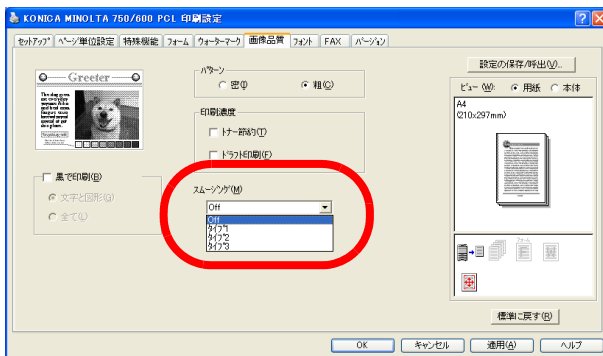 KONICA MINOLTA 750/600 PCL 印刷設定
ｾｯﾄｱｯﾌﾟ ﾍﾟｰｼﾞ単位設定 特殊機能 ﾌｫｰﾑ ｳｫｰﾀｰﾏｰｸ 画像品質 ﾌｫﾝﾄ FAX ﾊﾞｰｼﾞｮﾝ
Greeter
黒で印刷(B)
文字と図形(G)
全て(L)
ﾊﾟﾀｰﾝ
密(I)
粗(C)
印刷濃度
ﾄﾅｰ節約(T)
ﾄﾞﾗﾌﾄ印刷(F)
ｽﾑｰｼﾞﾝｸﾞ(M)
Off
Off
ﾀｲﾌﾟ1
ﾀｲﾌﾟ2
ﾀｲﾌﾟ3
設定の保存/呼出(V)...
ﾋﾞｭｰ(W): 用紙 本体
A4
(210x297mm)
ﾌｫｰﾑ
標準に戻す(R)
OK ｷｬﾝｾﾙ 適用(A) ﾍﾙﾌﾟ